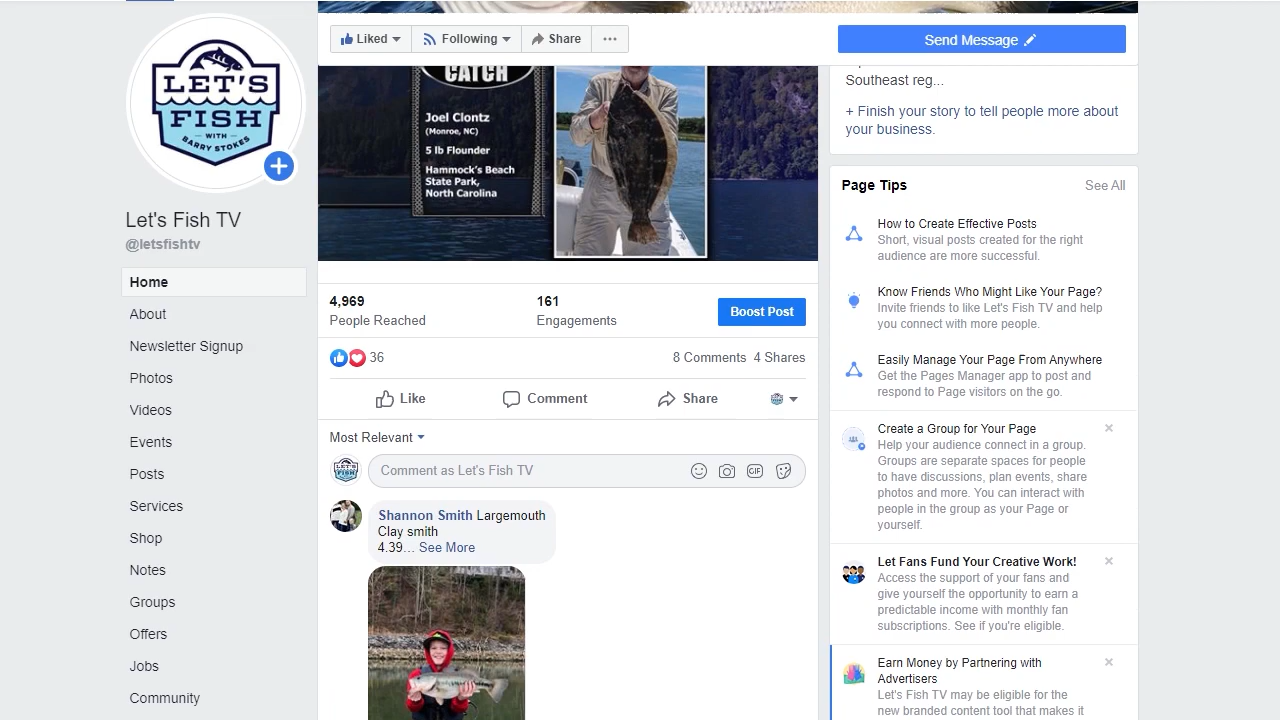 Liked
Following
Share
Send Message
LET'S
FISH
WITH
BARRY STOKES
Let's Fish TV
@letsfishtv
Home
About
Newsletter Signup
Photos
Videos
Events
Posts
Services
Shop
Notes
Groups
Offers
Jobs
Community
CATCH
Joel Clontz
(Monroe, NC)
5 lb Flounder
Hammock's Beach
State Park,
North Carolina
4,969
People Reached
161
Engagements
Boost Post
36
8 Comments 4 Shares
Like
Comment
Share
Most Relevant
LET'S
FISH
Comment as Let's Fish TV
GIF
Shannon Smith Largemouth
Clay smith
4.39... See More
Southeast reg...
+ Finish your story to tell people more about
your business.
Page Tips
See All
How to Create Effective Posts
Short, visual posts created for the right
audience are more successful.
Know Friends Who Might Like Your Page?
Invite friends to like Let's Fish TV and help
you connect with more people.
Easily Manage Your Page From Anywhere
Get the Pages Manager app to post and
respond to Page visitors on the go.
Create a Group for Your Page
Help your audience connect in a group.
Groups are separate spaces for people
to have discussions, plan events, share
photos and more. You can interact with
people in the group as your Page or
yourself.
Let Fans Fund Your Creative Work!
Access the support of your fans and
give yourself the opportunity to earn a
predictable income with monthly fan
subscriptions. See if you're eligible.
Earn Money by Partnering with
Advertisers
Let's Fish TV may be eligible for the
new branded content tool that makes it